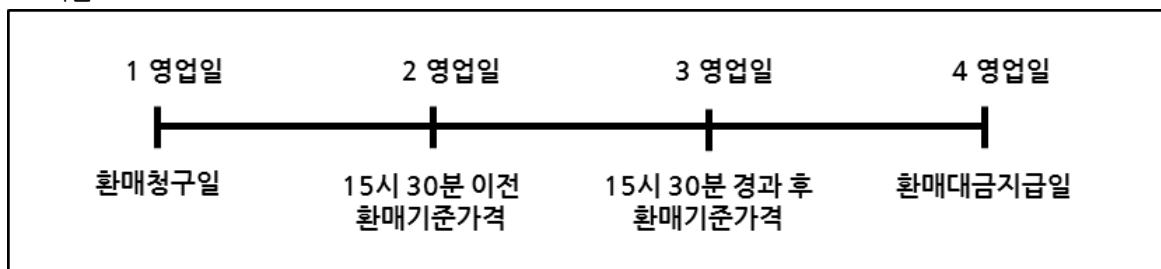 1 영업일
2 영업일
3 영업일
4 영업일
환매청구일
15시 30분 이전
환매기준가격
15시 30분 경과 후
환매기준가격
환매대금지급일